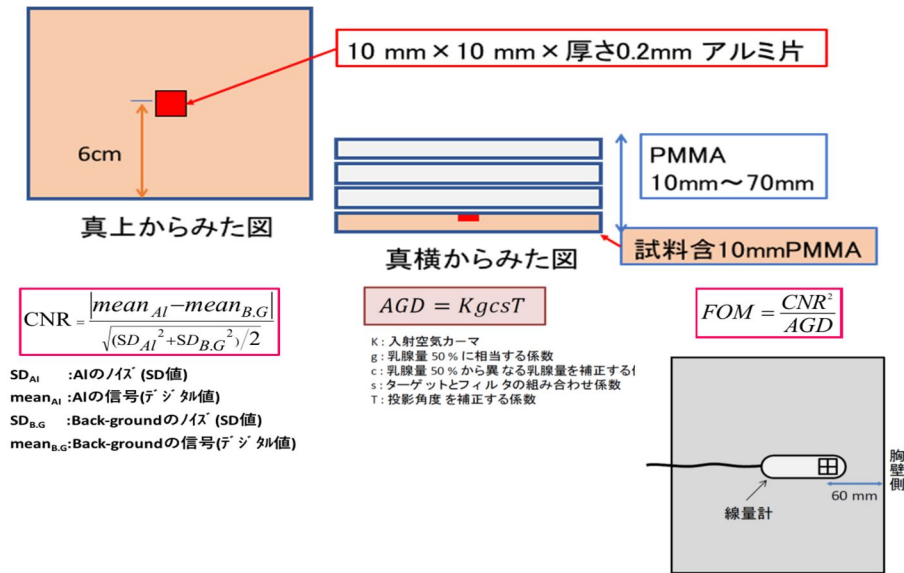 10 mm×10 mm×厚さ0.2mm アルミ片
6cm
真上からみた図
PMMA
10mm～70mm
試料含10mmPMMA
真横からみた図
CNR = |mean_Al−mean_B.G| / √(SD_Al²+SD_B.G²)/2
SD_Al :Alのノイズ(SD値)
mean_Al :Alの信号(デジタル値)
SD_B.G :Back-groundのノイズ(SD値)
mean_B.G:Back-groundの信号(デジタル値)
AGD = KgcsT
K：入射空気カーマ
g：乳腺量 50 % に相当する係数
c：乳腺量 50 % から異なる乳腺量を補正する
s：ターゲットとフィルタの組み合わせ係数
T：投影角度を補正する係数
FOM = CNR² / AGD
胸壁側
60 mm
線量計